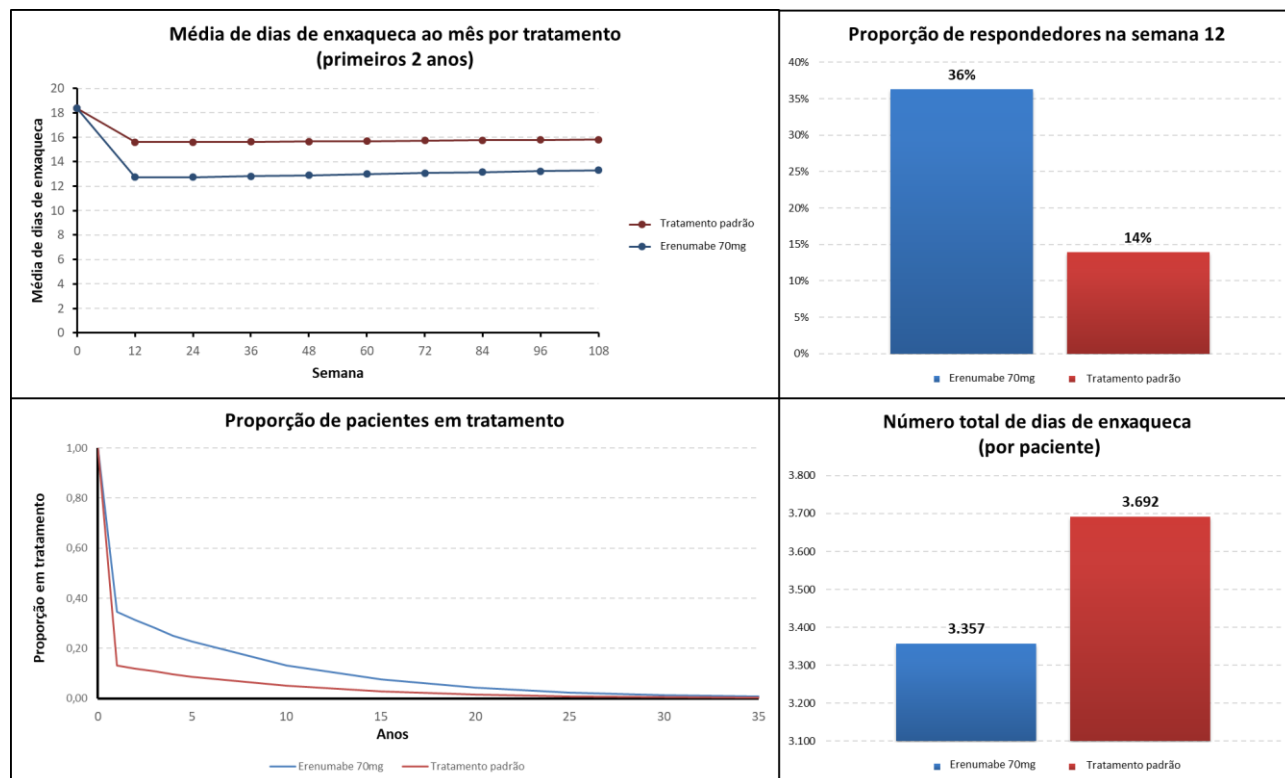 Média de dias de enxaqueca ao mês por tratamento
(primeiros 2 anos)
Média de dias de enxaqueca
20
18
16
14
12
10
8
6
4
2
0
0 12 24 36 48 60 72 84 96 108
Semana
Tratamento padrão
Erenumabe 70mg
Proporção de respondedores na semana 12
40%
35%
30%
25%
20%
15%
10%
5%
0%
36%
14%
Erenumabe 70mg Tratamento padrão
Proporção de pacientes em tratamento
Proporção em tratamento
1,00
0,80
0,60
0,40
0,20
0,00
0 5 10 15 20 25 30 35
Anos
Erenumabe 70mg Tratamento padrão
Número total de dias de enxaqueca
(por paciente)
3.800
3.700
3.600
3.500
3.400
3.300
3.200
3.100
3.357
3.692
Erenumabe 70mg Tratamento padrão